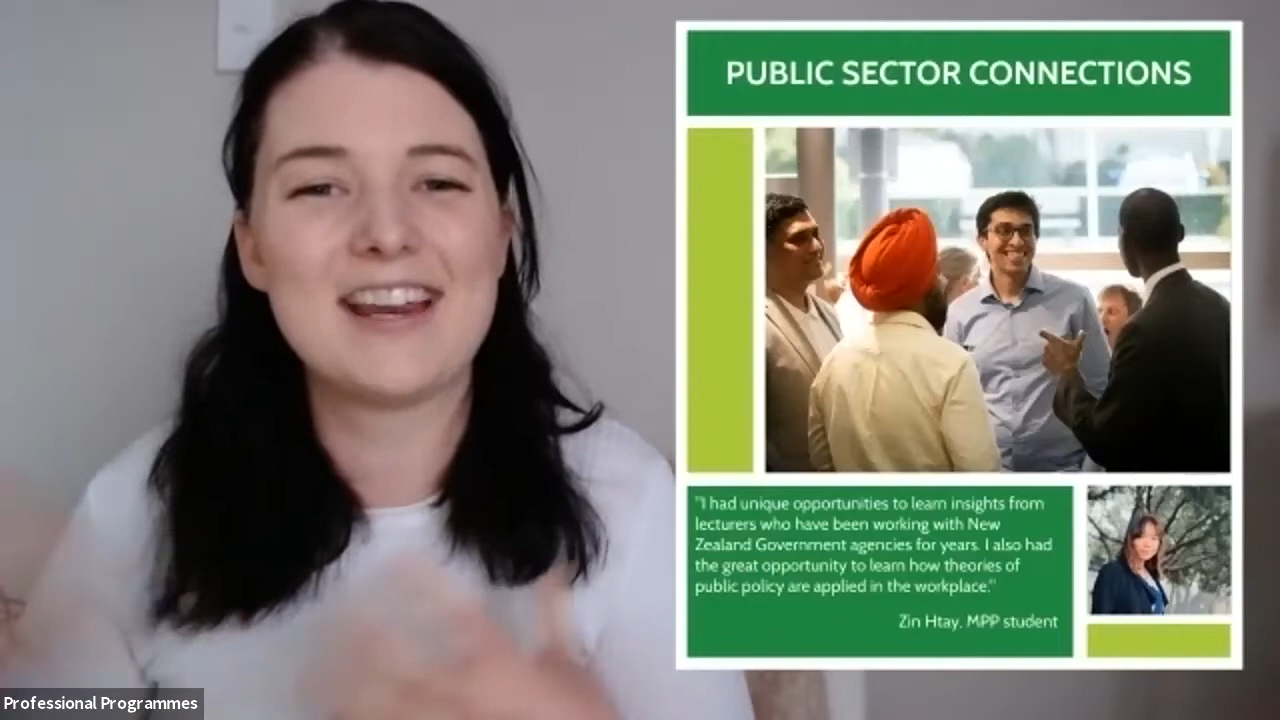 PUBLIC SECTOR CONNECTIONS
"I had unique opportunities to learn insights from
lecturers who have been working with New
Zealand Government agencies for years. I also had
the great opportunity to learn how theories of
public policy are applied in the workplace."
Zin Htay, MPP student
Professional Programmes